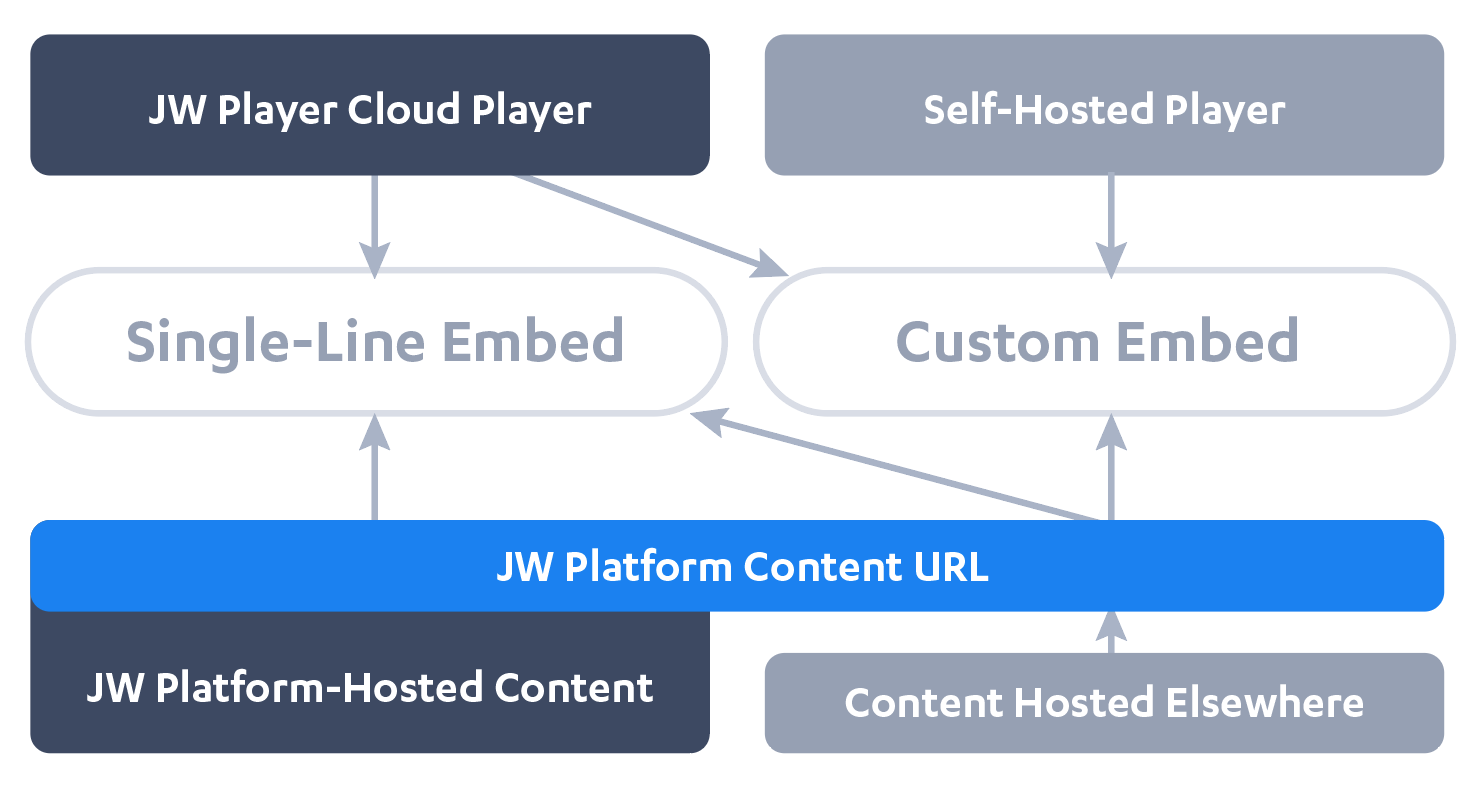 JW Player Cloud Player
Self-Hosted Player
Single-Line Embed
Custom Embed
JW Platform Content URL
JW Platform-Hosted Content
Content Hosted Elsewhere